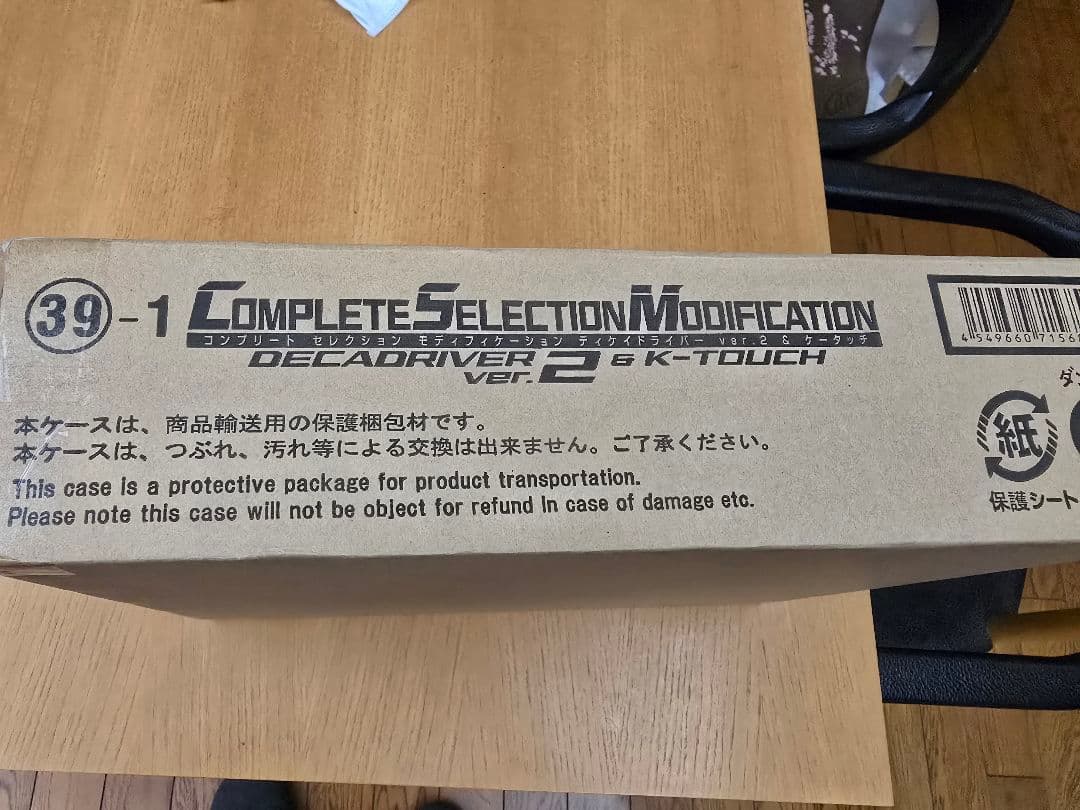 39-1 COMPLETE SELECTION MODIFICATION
コンプリート セレクション モディフィケーション ディケイドライバー ver.2 & ケータッチ
DECADRIVER ver.2 & K-TOUCH
本ケースは、商品輸送用の保護梱包材です。
本ケースは、つぶれ、汚れ等による交換は出来ません。ご了承ください。
This case is a protective package for product transportation.
Please note this case will not be object for refund in case of damage etc.
4 549660 7156
ダン
紙
保護シート